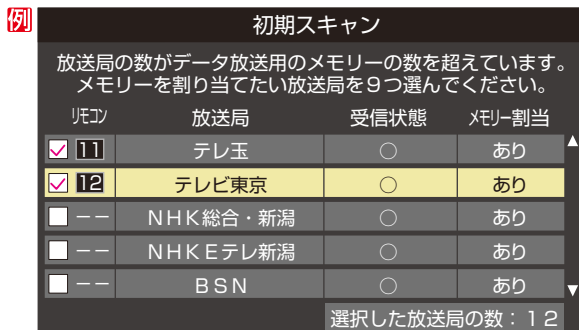 例
初期スキャン
放送局の数がデータ放送用のメモリーの数を超えています。
メモリーを割り当てたい放送局を９つ選んでください。
リモコン 放送局 受信状態 メモリー割当
11 テレ玉 ○ あり
12 テレビ東京 ○ あり
−− ＮＨＫ総合・新潟 ○ あり
−− ＮＨＫＥテレ新潟 ○ あり
−− ＢＳＮ ○ あり
選択した放送局の数：１２